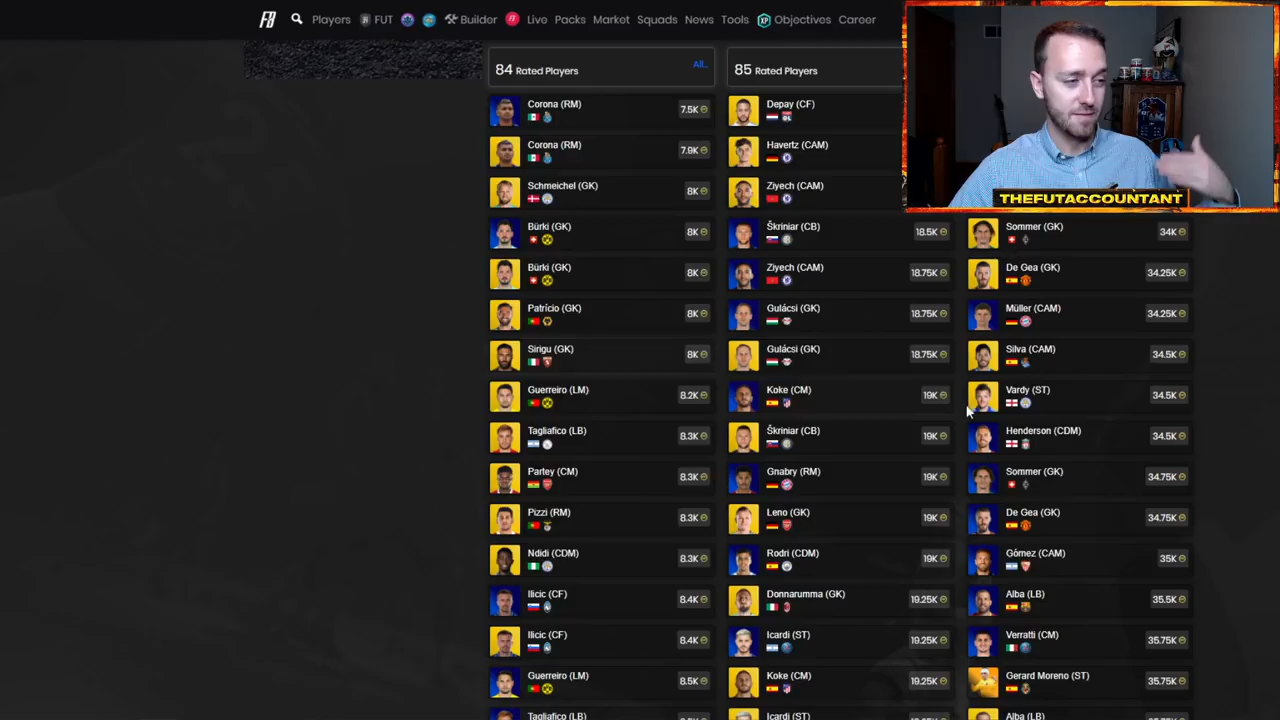 FB Players FUT Builder Live Packs Market Squads News Tools XP Objectives Career
THEFUTACCOUNTANT
84 Rated Players All..
Corona (RM) 7.5K
Corona (RM) 7.9K
Schmeichel (GK) 8K
Bürki (GK) 8K
Bürki (GK) 8K
Patrício (GK) 8K
Sirigu (GK) 8K
Guerreiro (LM) 8.2K
Tagliafico (LB) 8.3K
Partey (CM) 8.3K
Pizzi (RM) 8.3K
Ndidi (CDM) 8.3K
Ilicic (CF) 8.4K
Ilicic (CF) 8.4K
Guerreiro (LM) 8.5K
Tagliafico (LB)
85 Rated Players
Depay (CF)
Havertz (CAM)
Ziyech (CAM)
Škriniar (CB) 18.5K
Ziyech (CAM) 18.75K
Gulácsi (GK) 18.75K
Gulácsi (GK) 18.75K
Koke (CM) 19K
Škriniar (CB) 19K
Gnabry (RM) 19K
Leno (GK) 19K
Rodri (CDM) 19K
Donnarumma (GK) 19.25K
Icardi (ST) 19.25K
Koke (CM) 19.25K
Icardi (ST)
Sommer (GK) 34K
De Gea (GK) 34.25K
Müller (CAM) 34.25K
Silva (CAM) 34.5K
Vardy (ST) 34.5K
Henderson (CDM) 34.5K
Sommer (GK) 34.75K
De Gea (GK) 34.75K
Gómez (CAM) 35K
Alba (LB) 35.5K
Verratti (CM) 35.75K
Gerard Moreno (ST) 35.75K
Alba (LB)